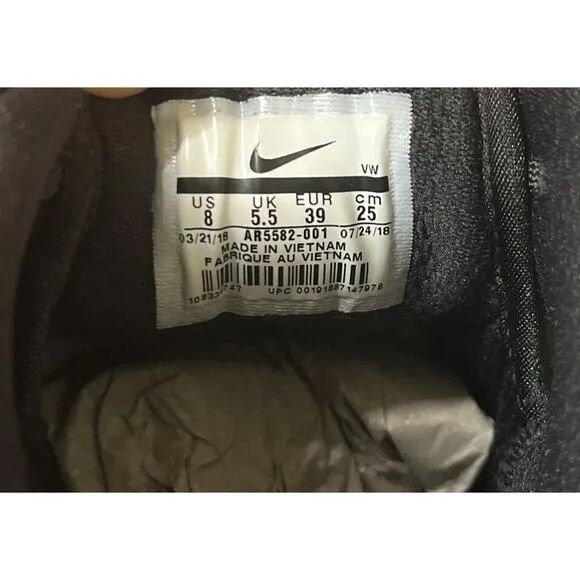 VW
US UK EUR cm
8 5.5 39 25
03/21/18 AR5582-001 07/24/18
MADE IN VIETNAM
FABRIQUE AU VIETNAM
UPC 00191887147978